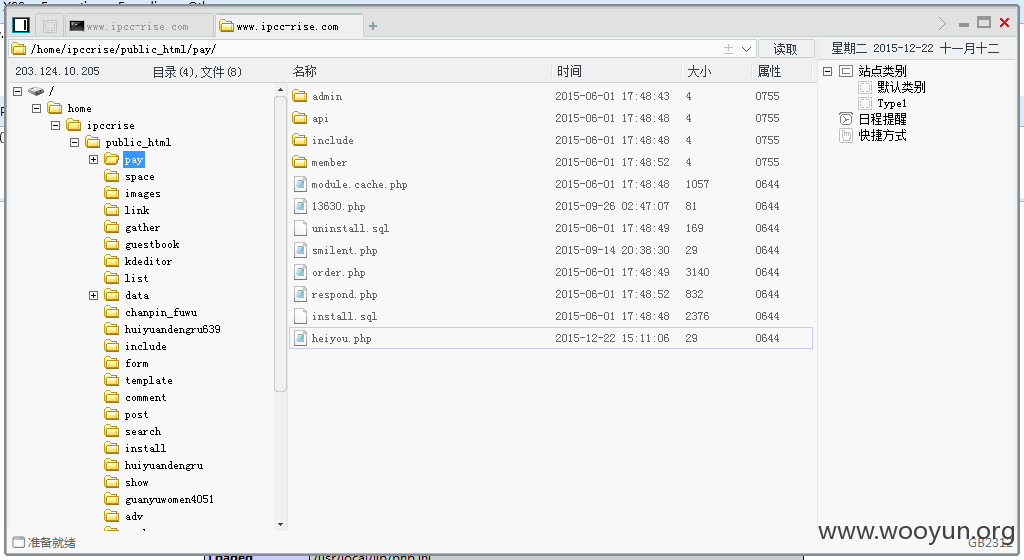 www.ipcc-rise.com
www.ipcc-rise.com
/home/ipccrise/public_html/pay/
读取
星期二 2015-12-22 十一月十二
203.124.10.205
目录(4),文件(8)
名称 时间 大小 属性
/
home
ipccrise
public_html
pay
space
images
link
gather
guestbook
kdeditor
list
data
chanpin_fuwu
huiyuandengru639
include
form
template
comment
post
search
install
huiyuandengru
show
guanyuwomen4051
adv
admin 2015-06-01 17:48:43 4 0755
api 2015-06-01 17:48:48 4 0755
include 2015-06-01 17:48:48 4 0755
member 2015-06-01 17:48:52 4 0755
module.cache.php 2015-06-01 17:48:48 1057 0644
13630.php 2015-09-26 02:47:07 81 0644
uninstall.sql 2015-06-01 17:48:49 169 0644
smilent.php 2015-09-14 20:38:30 29 0644
order.php 2015-06-01 17:48:49 3140 0644
respond.php 2015-06-01 17:48:52 832 0644
install.sql 2015-06-01 17:48:48 2376 0644
heiyou.php 2015-12-22 15:11:06 29 0644
站点类别
默认类别
Type1
日程提醒
快捷方式
准备就绪
www.wooyun.org
GB2312
Loaded /usr/local/lib/php.ini